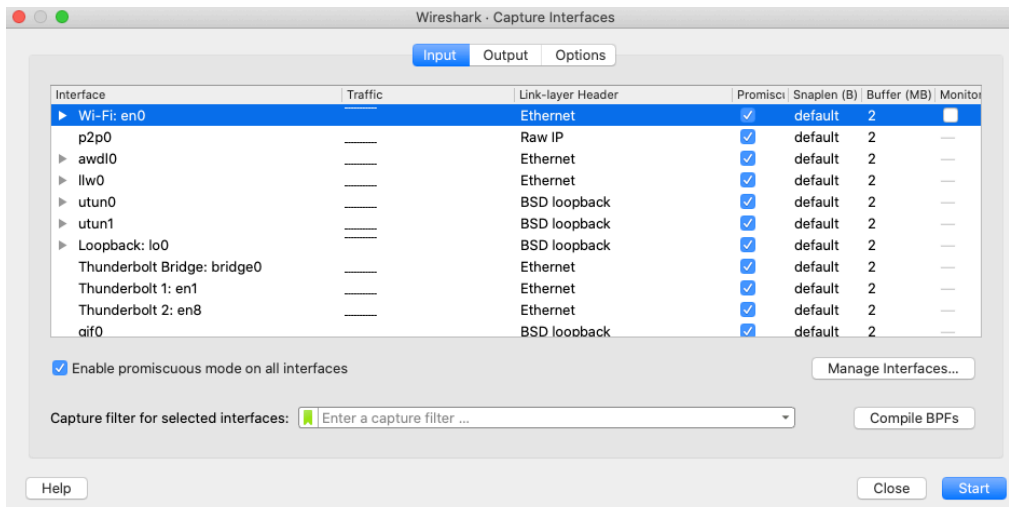 Wireshark · Capture Interfaces
Input Output Options
Interface Traffic Link-layer Header Promisc Snaplen (B) Buffer (MB) Monitor
Wi-Fi: en0 Ethernet default 2
p2p0 Raw IP default 2 —
awdl0 Ethernet default 2 —
llw0 Ethernet default 2 —
utun0 BSD loopback default 2 —
utun1 BSD loopback default 2 —
Loopback: lo0 BSD loopback default 2 —
Thunderbolt Bridge: bridge0 Ethernet default 2 —
Thunderbolt 1: en1 Ethernet default 2 —
Thunderbolt 2: en8 Ethernet default 2 —
gif0 BSD loopback default 2 —
Enable promiscuous mode on all interfaces
Manage Interfaces...
Capture filter for selected interfaces: Enter a capture filter ... Compile BPFs
Help Close Start